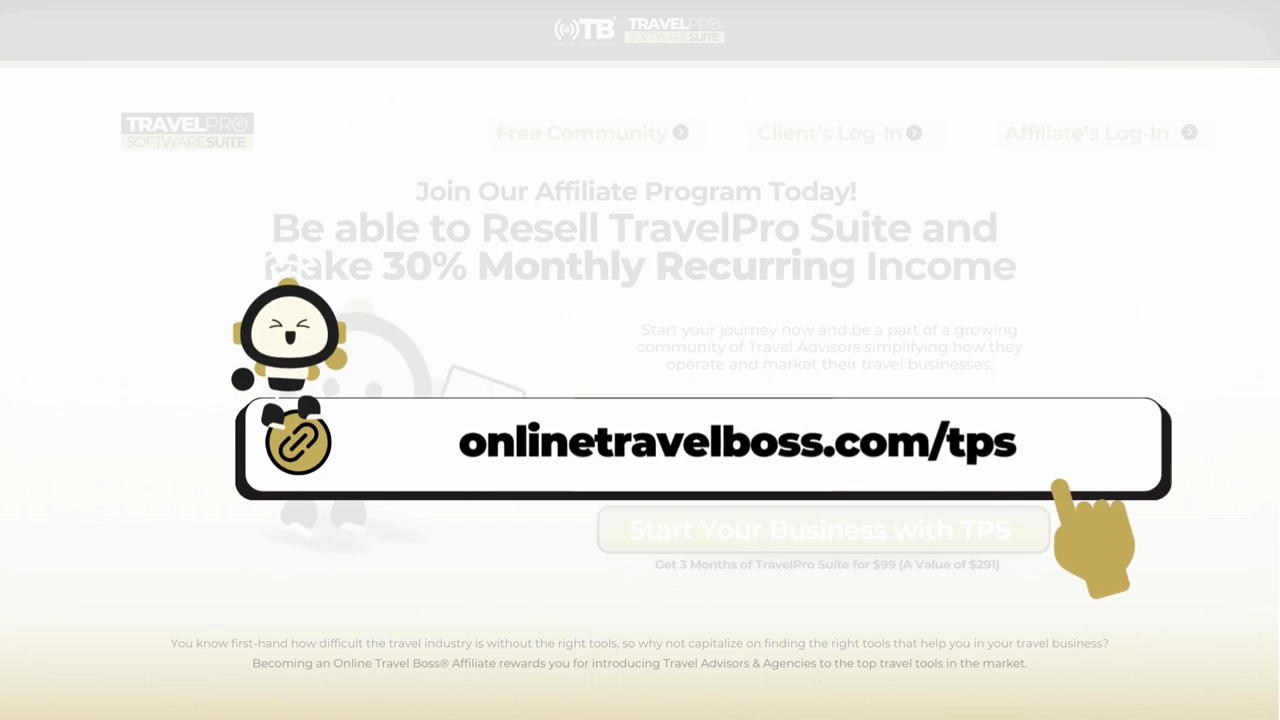 TB
TRAVELPRO
SOFTWARESUITE
TRAVELPRO
SOFTWARESUITE
Free Community
Client's Log-In
Affiliate's Log-In
Join Our Affiliate Program Today!
Be able to Resell TravelPro Suite and
Make 30% Monthly Recurring Income
Start your journey now and be a part of a growing
community of Travel Advisors simplifying how they
operate and market their travel businesses.
onlinetravelboss.com/tps
Start Your Business with TPS
Get 3 Months of TravelPro Suite for $99 (A Value of $291)
You know first-hand how difficult the travel industry is without the right tools, so why not capitalize on finding the right tools that help you in your travel business?
Becoming an Online Travel Boss® Affiliate rewards you for introducing Travel Advisors & Agencies to the top travel tools in the market.